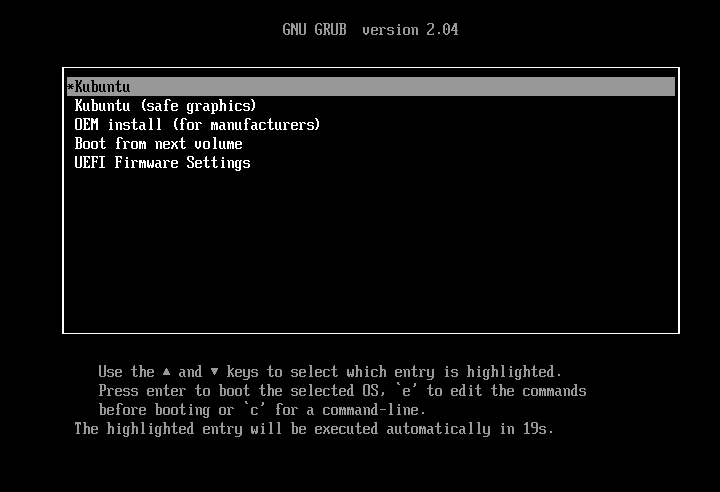 GNU GRUB  version 2.04
*Kubuntu
Kubuntu (safe graphics)
OEM install (for manufacturers)
Boot from next volume
UEFI Firmware Settings
Use the ▲ and ▼ keys to select which entry is highlighted.
Press enter to boot the selected OS, `e' to edit the commands
before booting or `c' for a command-line.
The highlighted entry will be executed automatically in 19s.